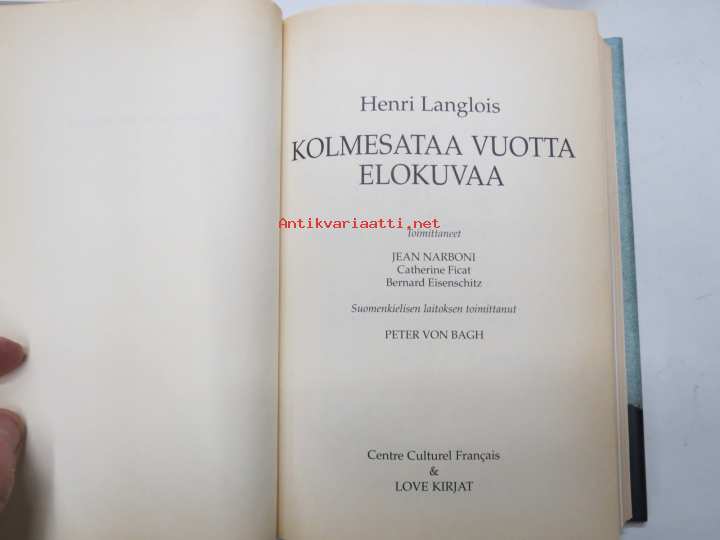 Henri Langlois
KOLMESATAA VUOTTA
ELOKUVAA
Antikvariaatti.net
Toimittaneet
JEAN NARBONI
Catherine Ficat
Bernard Eisenschitz
Suomenkielisen laitoksen toimittanut
PETER VON BAGH
Centre Culturel Français
&
LOVE KIRJAT